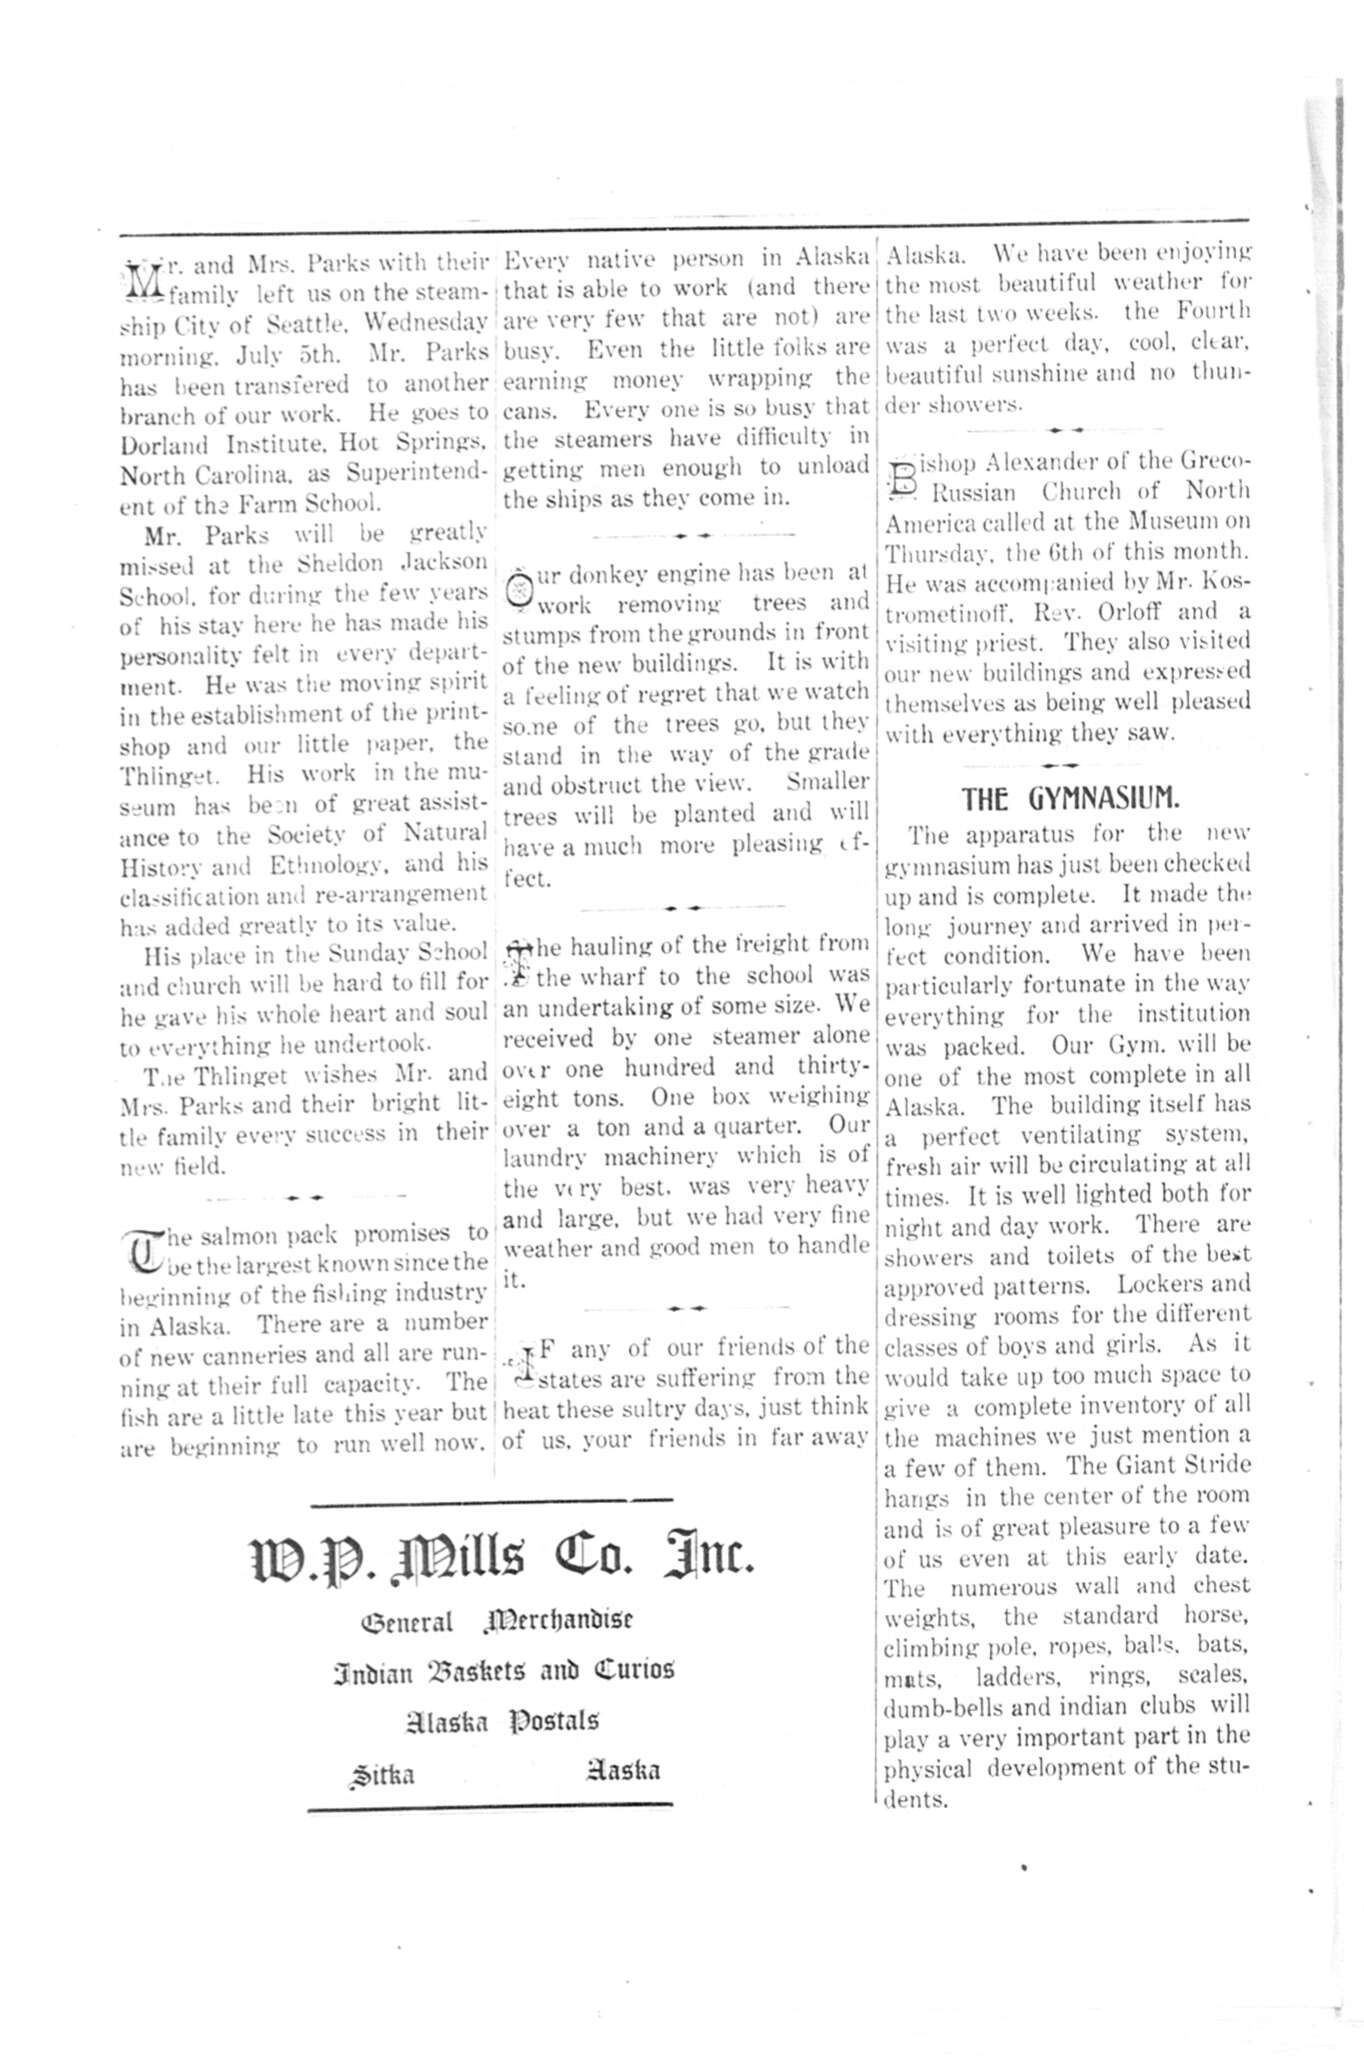 Mr. and Mrs. Parks with their
family left us on the steam-
ship City of Seattle, Wednesday
morning, July 5th. Mr. Parks
has been transfered to another
branch of our work. He goes to
Dorland Institute, Hot Springs,
North Carolina, as Superintend-
ent of the Farm School.
Mr. Parks will be greatly
missed at the Sheldon Jackson
School, for during the few years
of his stay here he has made his
personality felt in every depart-
ment. He was the moving spirit
in the establishment of the print-
shop and our little paper, the
Thlinget. His work in the mu-
seum has been of great assist-
ance to the Society of Natural
History and Ethnology, and his
classification and re-arrangement
has added greatly to its value.
His place in the Sunday School
and church will be hard to fill for
he gave his whole heart and soul
to everything he undertook.
The Thlinget wishes Mr. and
Mrs. Parks and their bright lit-
tle family every success in their
new field.
The salmon pack promises to
be the largest known since the
beginning of the fishing industry
in Alaska. There are a number
of new canneries and all are run-
ning at their full capacity. The
fish are a little late this year but
are beginning to run well now.
Every native person in Alaska
that is able to work (and there
are very few that are not) are
busy. Even the little folks are
earning money wrapping the
cans. Every one is so busy that
the steamers have difficulty in
getting men enough to unload
the ships as they come in.
Our donkey engine has been at
work removing trees and
stumps from the grounds in front
of the new buildings. It is with
a feeling of regret that we watch
some of the trees go, but they
stand in the way of the grade
and obstruct the view. Smaller
trees will be planted and will
have a much more pleasing ef-
fect.
The hauling of the freight from
the wharf to the school was
an undertaking of some size. We
received by one steamer alone
over one hundred and thirty-
eight tons. One box weighing
over a ton and a quarter. Our
laundry machinery which is of
the very best, was very heavy
and large, but we had very fine
weather and good men to handle
it.
IF any of our friends of the
states are suffering from the
heat these sultry days, just think
of us, your friends in far away
Alaska. We have been enjoying
the most beautiful weather for
the last two weeks. the Fourth
was a perfect day, cool, clear,
beautiful sunshine and no thun-
der showers.
Bishop Alexander of the Greco-
Russian Church of North
America called at the Museum on
Thursday, the 6th of this month.
He was accompanied by Mr. Kos-
trometinoff, Rev. Orloff and a
visiting priest. They also visited
our new buildings and expressed
themselves as being well pleased
with everything they saw.
THE GYMNASIUM.
The apparatus for the new
gymnasium has just been checked
up and is complete. It made the
long journey and arrived in per-
fect condition. We have been
particularly fortunate in the way
everything for the institution
was packed. Our Gym. will be
one of the most complete in all
Alaska. The building itself has
a perfect ventilating system,
fresh air will be circulating at all
times. It is well lighted both for
night and day work. There are
showers and toilets of the best
approved patterns. Lockers and
dressing rooms for the different
classes of boys and girls. As it
would take up too much space to
give a complete inventory of all
the machines we just mention a
a few of them. The Giant Stride
hangs in the center of the room
and is of great pleasure to a few
of us even at this early date.
The numerous wall and chest
weights, the standard horse,
climbing pole, ropes, balls, bats,
mats, ladders, rings, scales,
dumb-bells and indian clubs will
play a very important part in the
physical development of the stu-
dents.
W.P. Mills Co. Inc.
General Merchandise
Indian Baskets and Curios
Alaska Postals
Sitka Aaska